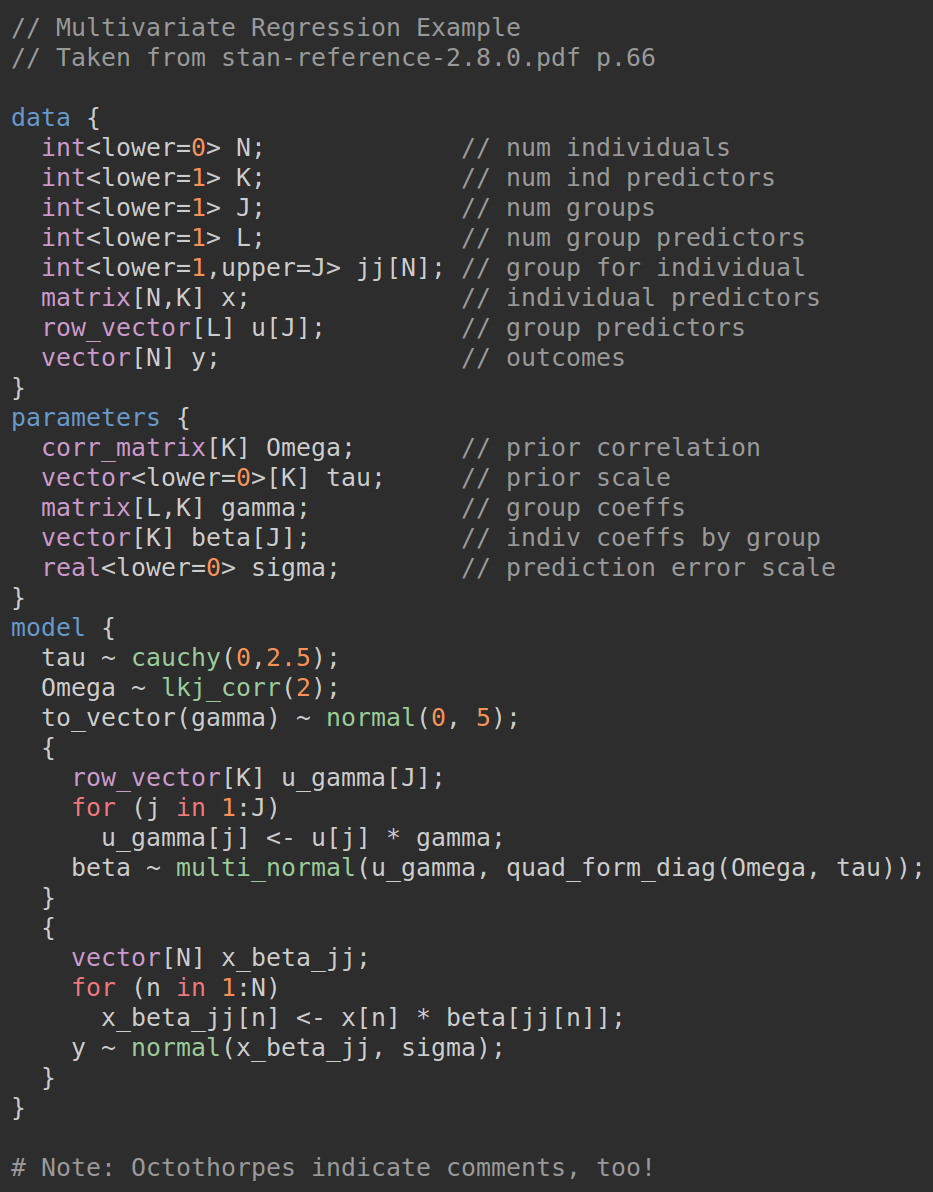 // Multivariate Regression Example
// Taken from stan-reference-2.8.0.pdf p.66

data {
  int<lower=0> N;             // num individuals
  int<lower=1> K;             // num ind predictors
  int<lower=1> J;             // num groups
  int<lower=1> L;             // num group predictors
  int<lower=1,upper=J> jj[N]; // group for individual
  matrix[N,K] x;              // individual predictors
  row_vector[L] u[J];         // group predictors
  vector[N] y;                // outcomes
}
parameters {
  corr_matrix[K] Omega;       // prior correlation
  vector<lower=0>[K] tau;     // prior scale
  matrix[L,K] gamma;          // group coeffs
  vector[K] beta[J];          // indiv coeffs by group
  real<lower=0> sigma;        // prediction error scale
}
model {
  tau ~ cauchy(0,2.5);
  Omega ~ lkj_corr(2);
  to_vector(gamma) ~ normal(0, 5);
  {
    row_vector[K] u_gamma[J];
    for (j in 1:J)
      u_gamma[j] <- u[j] * gamma;
    beta ~ multi_normal(u_gamma, quad_form_diag(Omega, tau));
  }
  {
    vector[N] x_beta_jj;
    for (n in 1:N)
      x_beta_jj[n] <- x[n] * beta[jj[n]];
    y ~ normal(x_beta_jj, sigma);
  }
}

# Note: Octothorpes indicate comments, too!